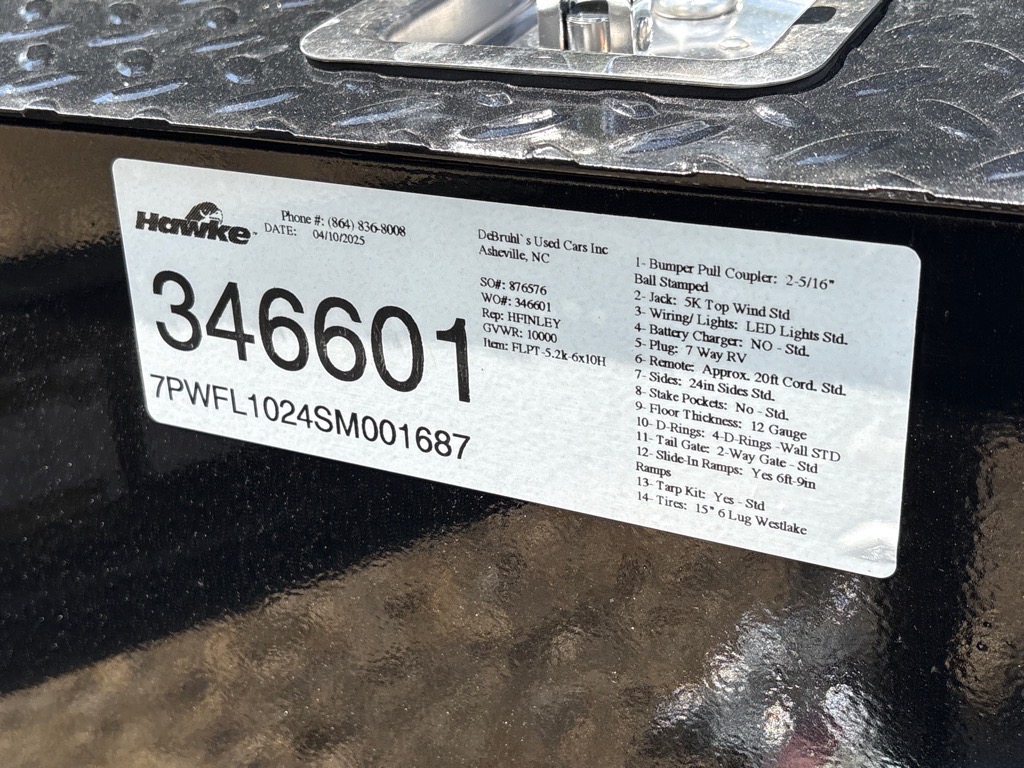 Hawke™
Phone #: (864) 836-8008
DATE: 04/10/2025
346601
7PWFL1024SM001687
DeBruhl`s Used Cars Inc
Asheville, NC
SO#: 876576
WO#: 346601
Rep: HFINLEY
GVWR: 10000
Item: FLPT-5.2k-6x10H
1- Bumper Pull Coupler: 2-5/16"
Ball Stamped
2- Jack: 5K Top Wind Std
3- Wiring/ Lights: LED Lights Std.
4- Battery Charger: NO - Std.
5- Plug: 7 Way RV
6- Remote: Approx. 20ft Cord. Std.
7- Sides: 24in Sides Std.
8- Stake Pockets: No - Std.
9- Floor Thickness: 12 Gauge
10- D-Rings: 4-D-Rings -Wall STD
11- Tail Gate: 2-Way Gate - Std
12- Slide-In Ramps: Yes 6ft-9in
Ramps
13- Tarp Kit: Yes - Std
14- Tires: 15" 6 Lug Westlake